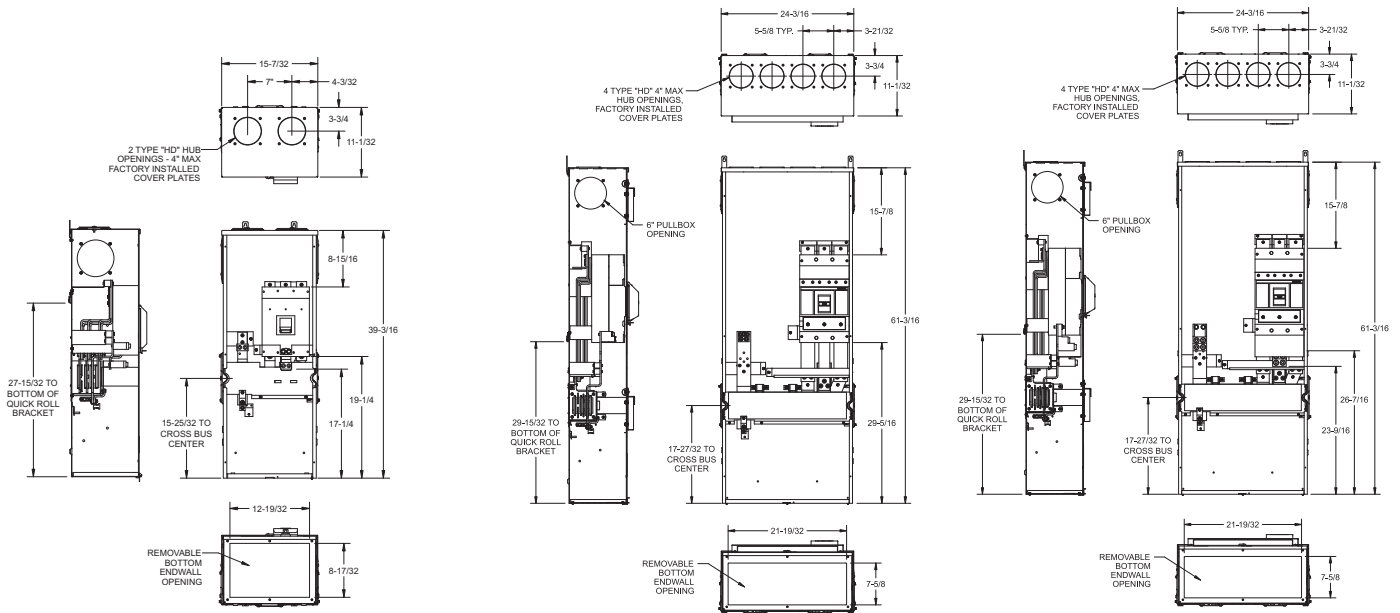 15-7/32
7"
4-3/32
3-3/4
11-1/32
2 TYPE "HD" HUB
OPENINGS - 4" MAX
FACTORY INSTALLED
COVER PLATES
8-15/16
39-3/16
19-1/4
17-1/4
27-15/32 TO
BOTTOM OF
QUICK ROLL
BRACKET
15-25/32 TO
CROSS BUS
CENTER
12-19/32
REMOVABLE
BOTTOM
ENDWALL
OPENING
8-17/32
24-3/16
5-5/8 TYP.
3-21/32
3-3/4
11-1/32
4 TYPE "HD" 4" MAX
HUB OPENINGS,
FACTORY INSTALLED
COVER PLATES
6" PULLBOX
OPENING
15-7/8
61-3/16
29-5/16
29-15/32 TO
BOTTOM OF
QUICK ROLL
BRACKET
17-27/32 TO
CROSS BUS
CENTER
21-19/32
REMOVABLE
BOTTOM
ENDWALL
OPENING
7-5/8
24-3/16
5-5/8 TYP.
3-21/32
3-3/4
11-1/32
4 TYPE "HD" 4" MAX
HUB OPENINGS,
FACTORY INSTALLED
COVER PLATES
6" PULLBOX
OPENING
15-7/8
61-3/16
26-7/16
23-9/16
29-15/32 TO
BOTTOM OF
QUICK ROLL
BRACKET
17-27/32 TO
CROSS BUS
CENTER
21-19/32
REMOVABLE
BOTTOM
ENDWALL
OPENING
7-5/8